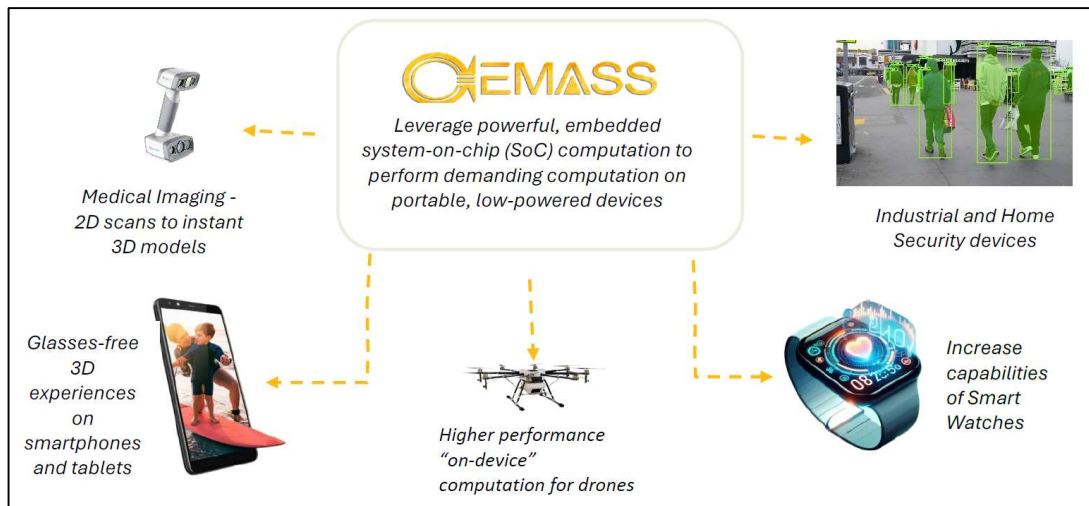 EMASS
Leverage powerful, embedded
system-on-chip (SoC) computation to
perform demanding computation on
portable, low-powered devices
Medical Imaging -
2D scans to instant
3D models
Industrial and Home
Security devices
Glasses-free
3D
experiences
on
smartphones
and tablets
Higher performance
“on-device”
computation for drones
Increase
capabilities
of Smart
Watches